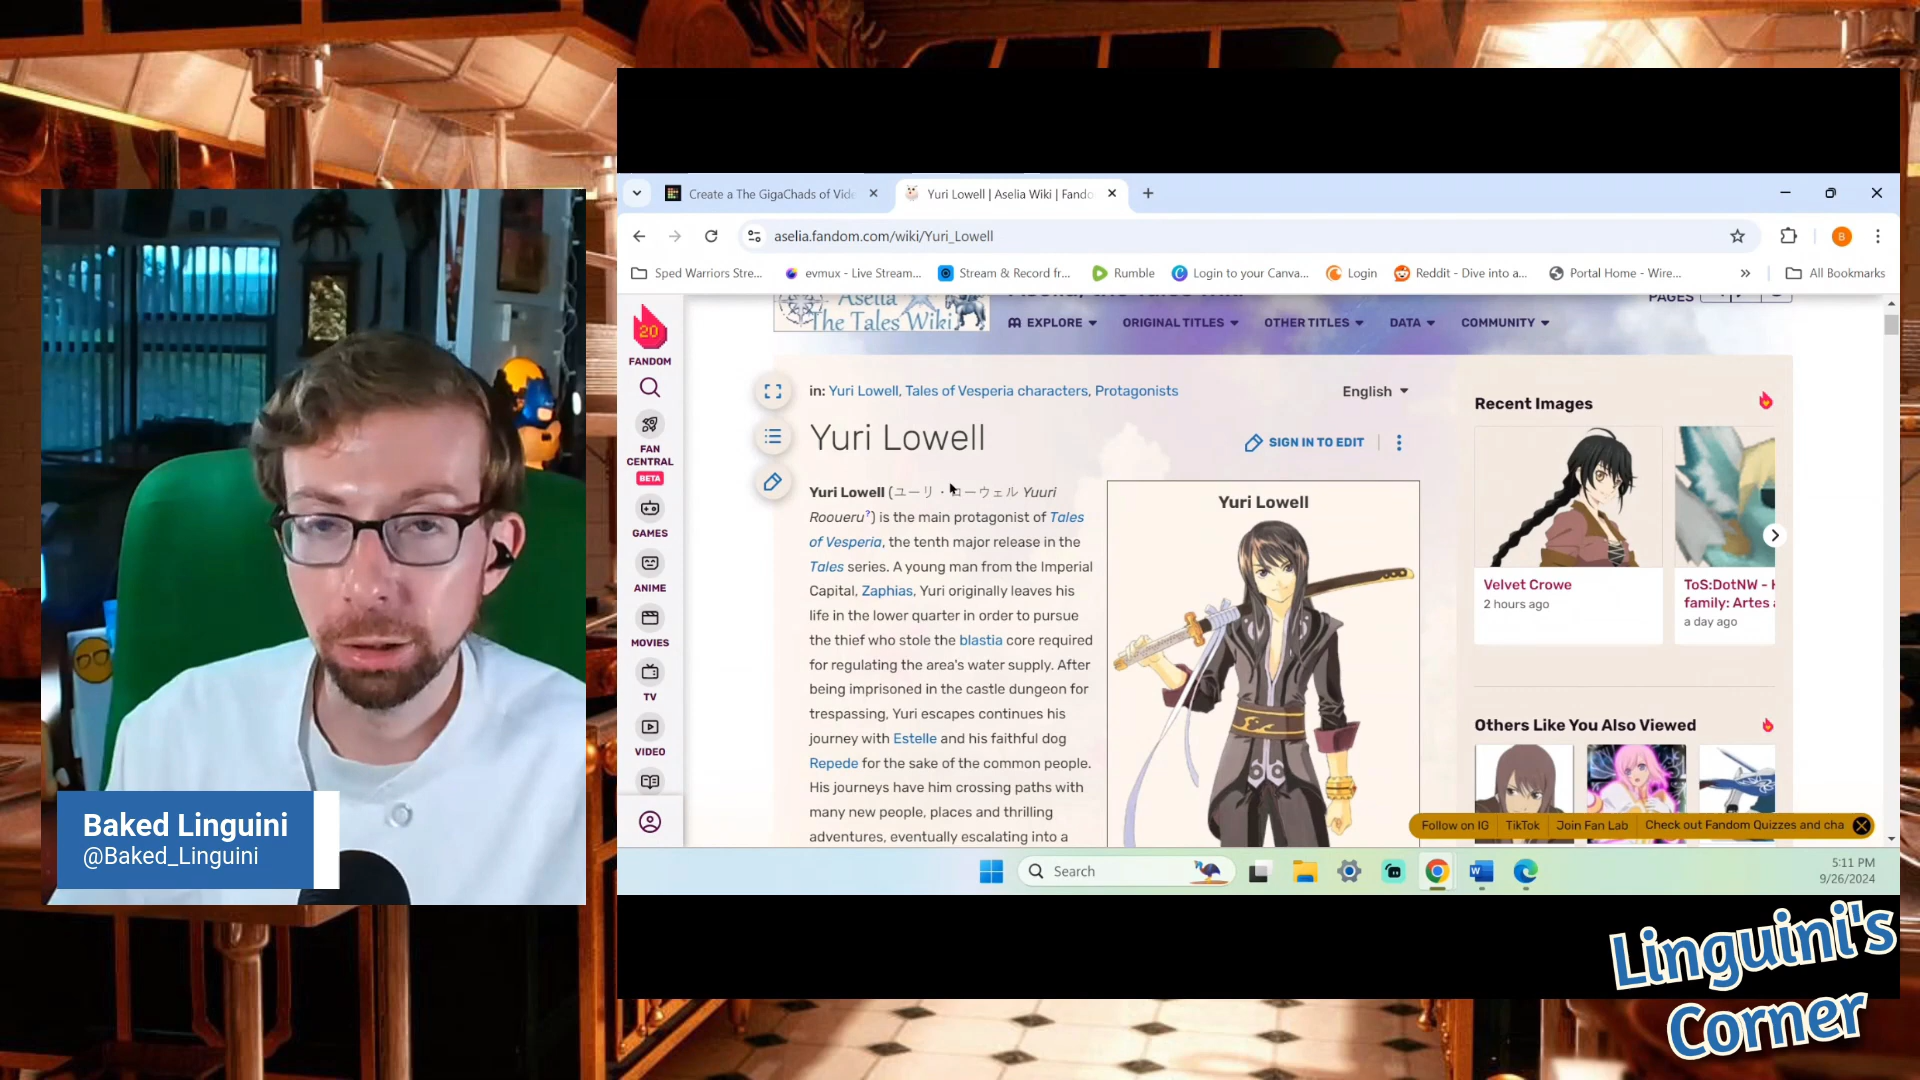 Create a The GigaChads of Vide
Yuri Lowell | Aselia Wiki | Fando
aselia.fandom.com/wiki/Yuri_Lowell
B
Sped Warriors Stre...
evmux - Live Stream...
Stream & Record fr...
Rumble
Login to your Canva...
Login
Reddit - Dive into a...
Portal Home - Wire...
All Bookmarks
Aselia
The Tales Wiki
PAGES
EXPLORE
ORIGINAL TITLES
OTHER TITLES
DATA
COMMUNITY
20
FANDOM
FAN
CENTRAL
BETA
GAMES
ANIME
MOVIES
TV
VIDEO
in: Yuri Lowell, Tales of Vesperia characters, Protagonists
English
Yuri Lowell
SIGN IN TO EDIT
Yuri Lowell (ユーリ・ローウェル Yuuri
Rooueru?) is the main protagonist of Tales
of Vesperia, the tenth major release in the
Tales series. A young man from the Imperial
Capital, Zaphias, Yuri originally leaves his
life in the lower quarter in order to pursue
the thief who stole the blastia core required
for regulating the area's water supply. After
being imprisoned in the castle dungeon for
trespassing, Yuri escapes continues his
journey with Estelle and his faithful dog
Repede for the sake of the common people.
His journeys have him crossing paths with
many new people, places and thrilling
adventures, eventually escalating into a
Yuri Lowell
Recent Images
Velvet Crowe
2 hours ago
ToS:DotNW -
family: Artes
a day ago
Others Like You Also Viewed
Follow on IG
TikTok
Join Fan Lab
Check out Fandom Quizzes and cha
Search
5:11 PM
9/26/2024
Baked Linguini
@Baked_Linguini
Linguini's
Corner